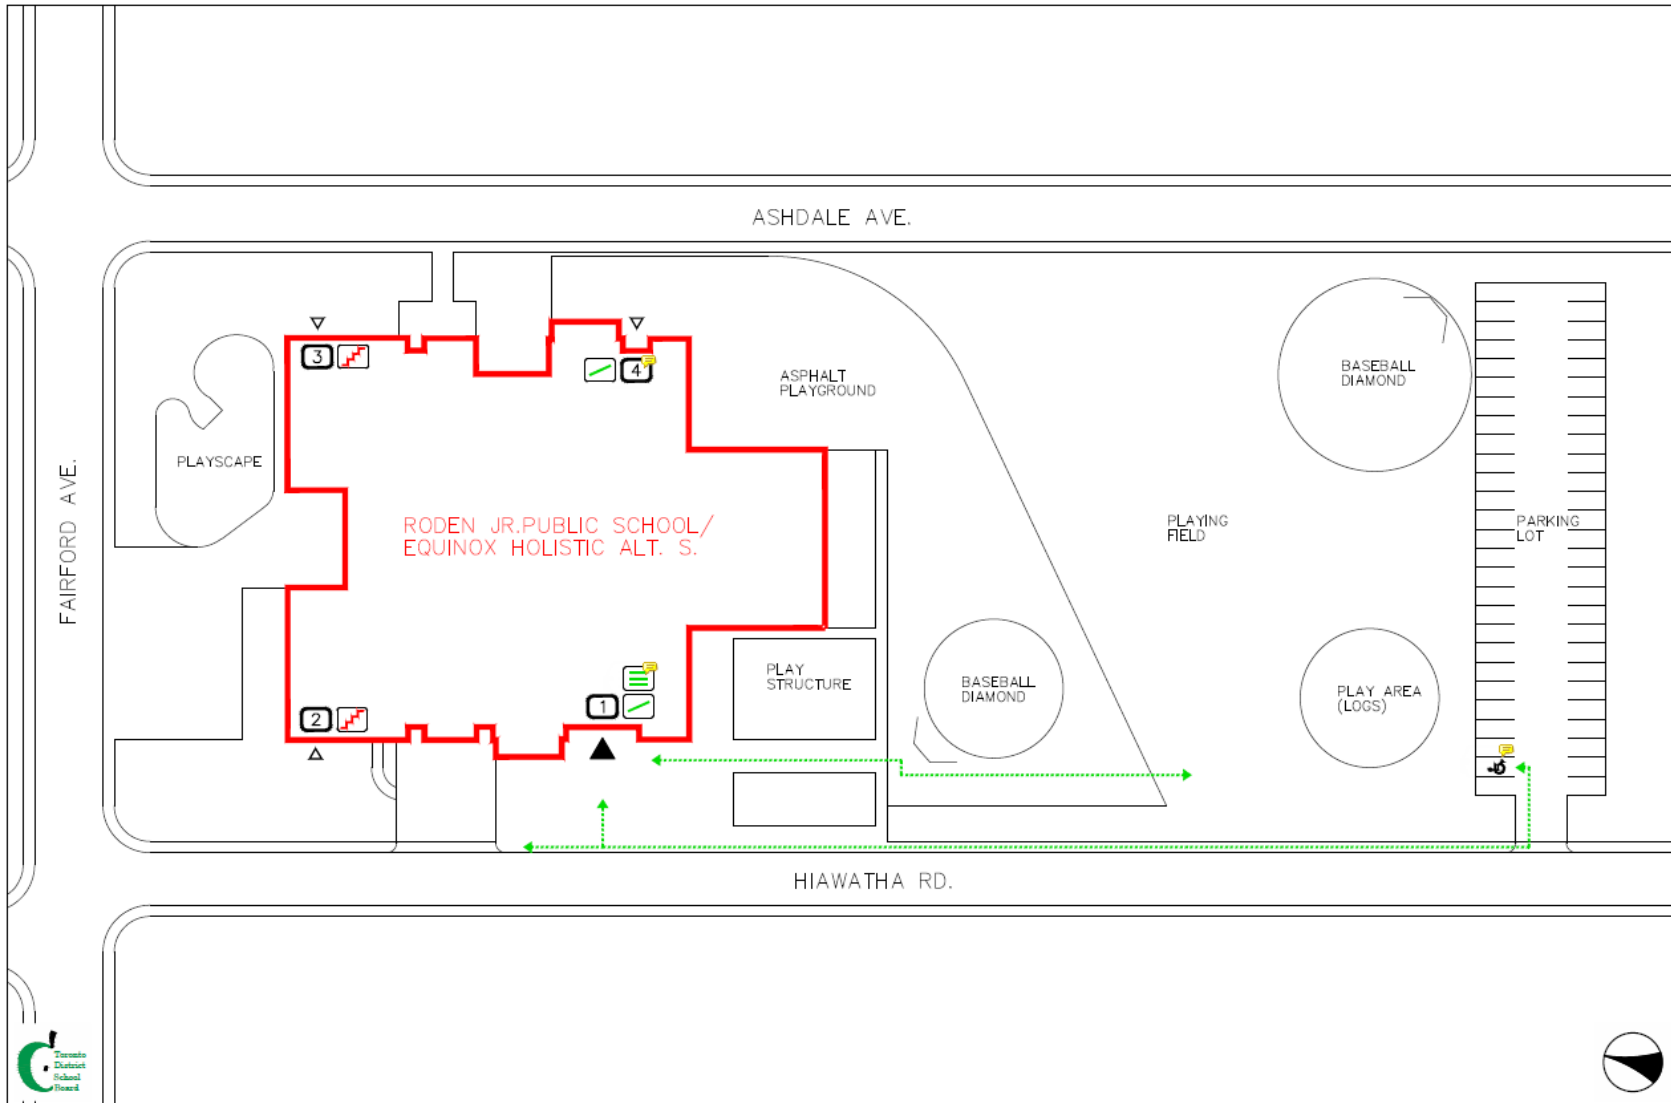 ASHDALE AVE.
3
4
ASPHALT
PLAYGROUND
BASEBALL
DIAMOND
PLAYSCAPE
FAIRFORD AVE.
RODEN JR.PUBLIC SCHOOL/
EQUINOX HOLISTIC ALT. S.
PLAYING
FIELD
PARKING
LOT
PLAY
STRUCTURE
BASEBALL
DIAMOND
PLAY AREA
(LOGS)
1
2
HIAWATHA RD.
Toronto
District
School
Board